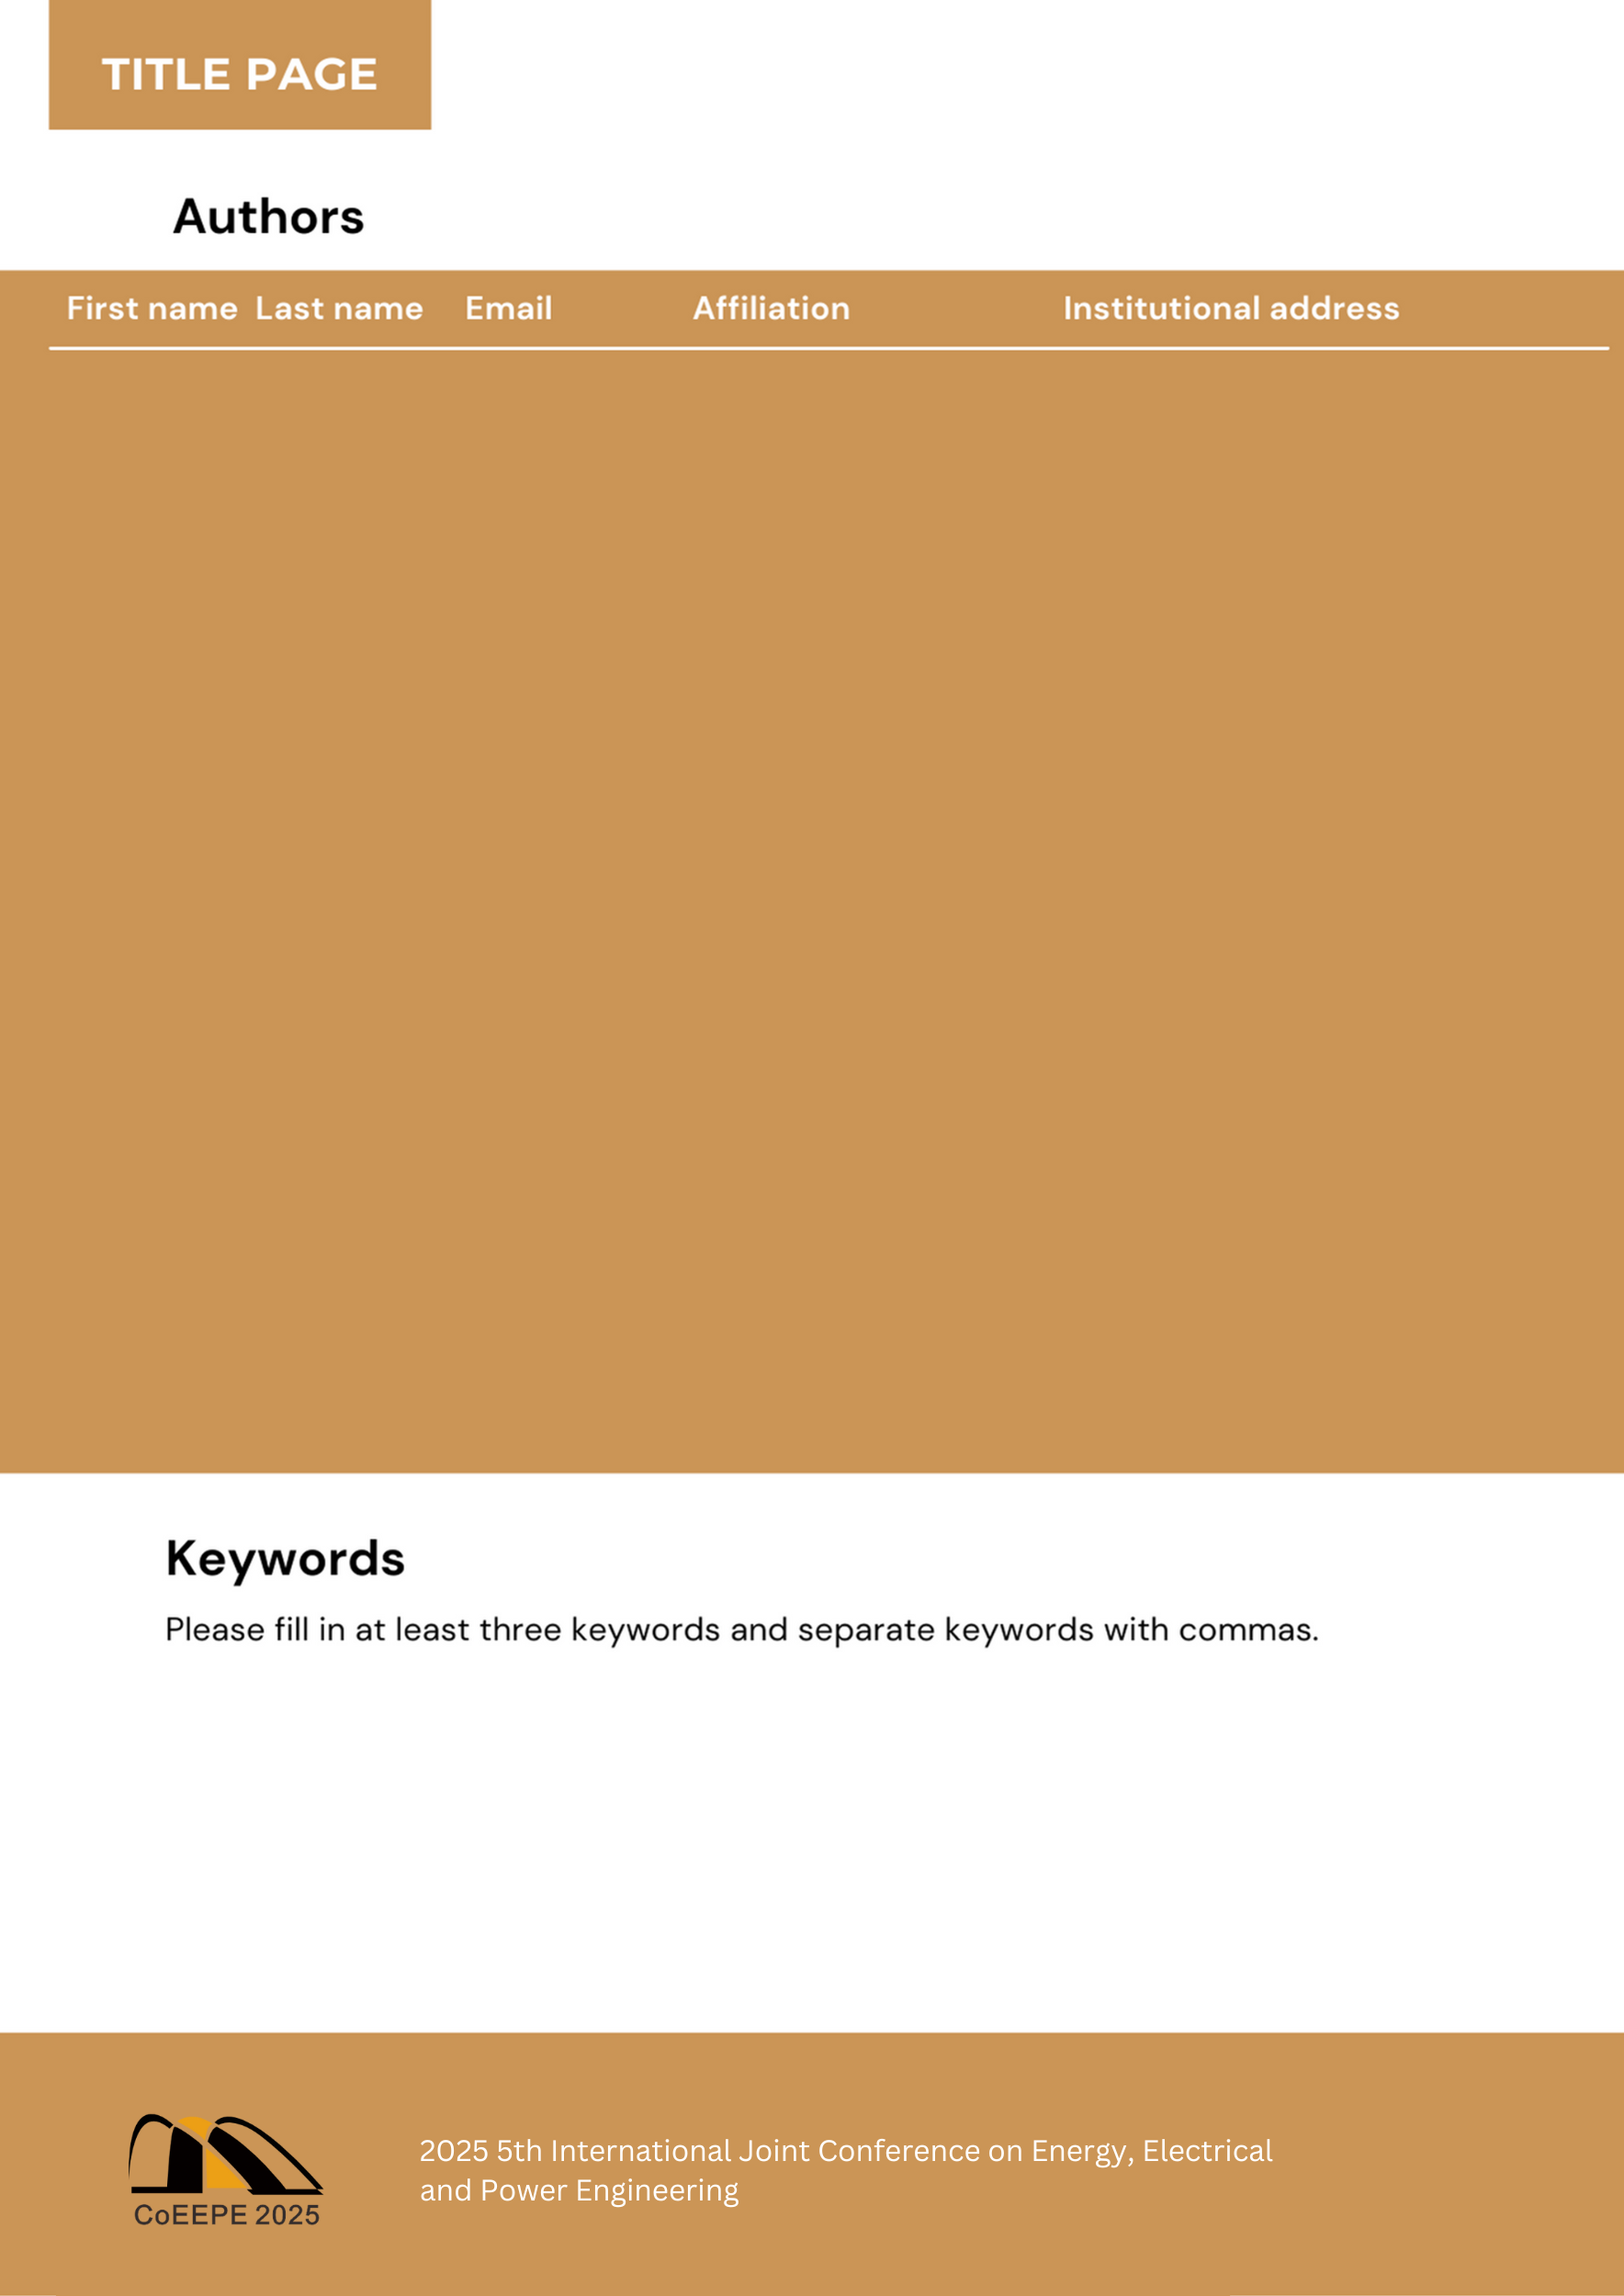 TITLE PAGE
Authors
First name Last name Email Affiliation Institutional address
Keywords
Please fill in at least three keywords and separate keywords with commas.
2025 5th International Joint Conference on Energy, Electrical
and Power Engineering
CoEEPE 2025